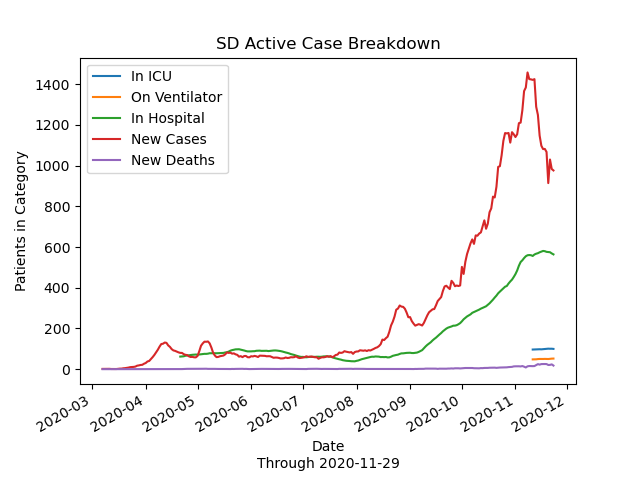 SD Active Case Breakdown
In ICU
On Ventilator
In Hospital
New Cases
New Deaths
Patients in Category
1400
1200
1000
800
600
400
200
0
2020-03
2020-04
2020-05
2020-06
2020-07
2020-08
2020-09
2020-10
2020-11
2020-12
Date
Through 2020-11-29